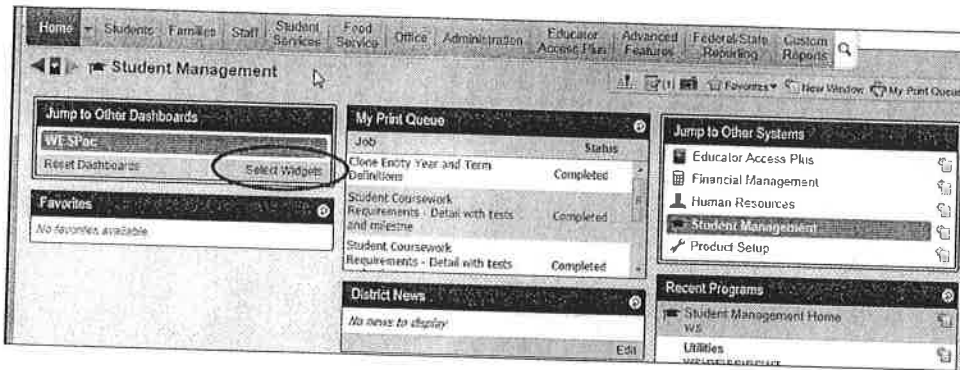 Home
Students
Families
Staff
Student
Services
Food
Service
Office
Administration
Educator
Access Plus
Advanced
Features
Federal/State
Reporting
Custom
Reports
Student Management
(1)
Favorites
New Window
My Print Queue
Jump to Other Dashboards
WESPaC
Reset Dashboards
Select Widgets
Favorites
No favorites available.
My Print Queue
Job Status
Clone Entity Year and Term
Definitions Completed
Student Coursework
Requirements - Detail with tests
and milestne Completed
Student Coursework
Requirements - Detail with tests Completed
District News
No news to display
Edit
Jump to Other Systems
Educator Access Plus
Financial Management
Human Resources
Student Management
Product Setup
Recent Programs
Student Management Home
WS
Utilities